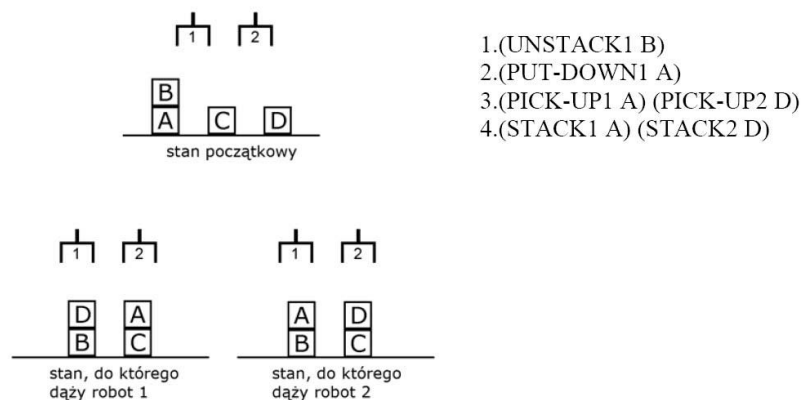 1 2
B
A C D
stan początkowy
1.(UNSTACK1 B)
2.(PUT-DOWN1 A)
3.(PICK-UP1 A) (PICK-UP2 D)
4.(STACK1 A) (STACK2 D)
1 2
D A
B C
stan, do którego
dąży robot 1
1 2
A D
B C
stan, do którego
dąży robot 2